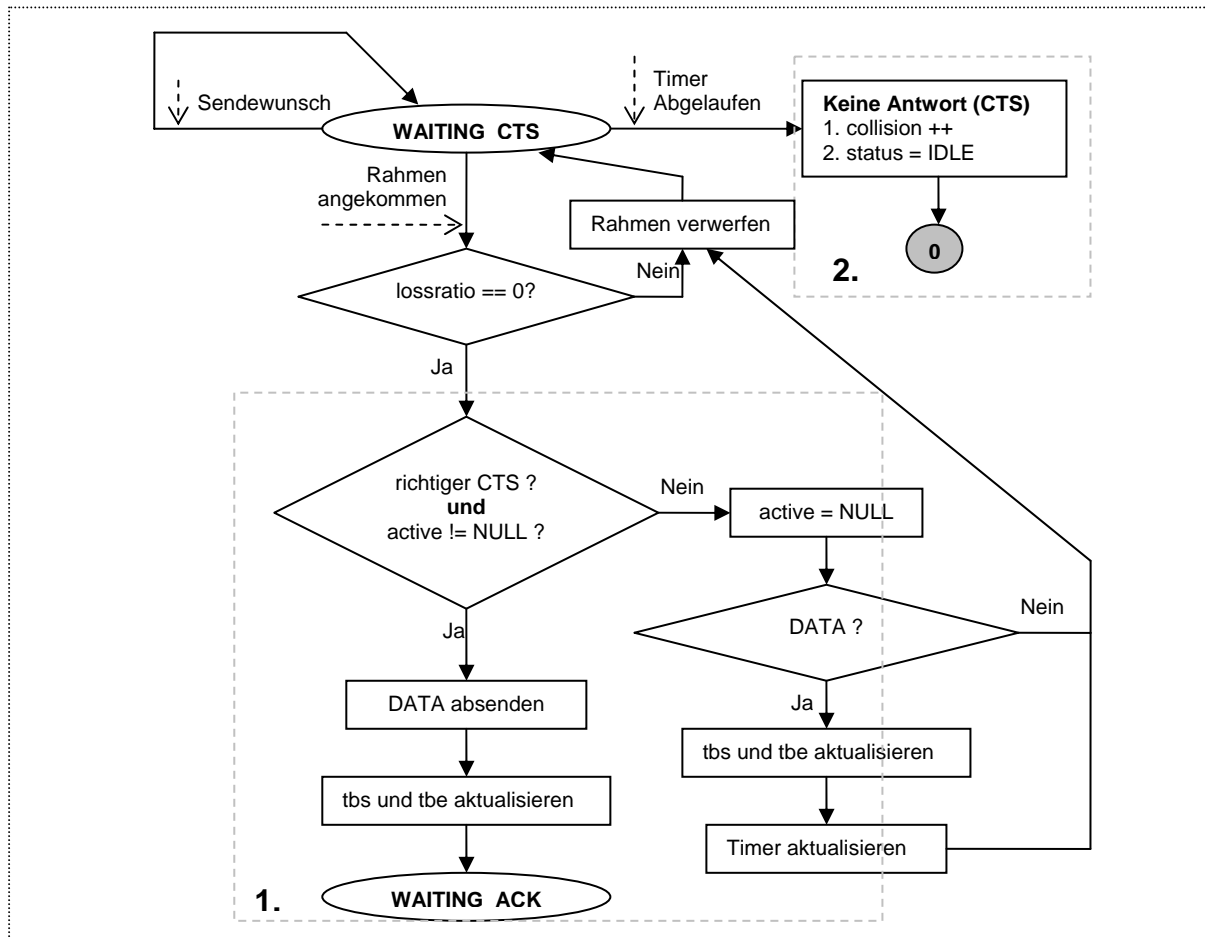 Sendewunsch
Timer
Abgelaufen
WAITING CTS
Keine Antwort (CTS)
1. collision ++
2. status = IDLE
Rahmen
angekommen
Rahmen verwerfen
0
2.
Nein
lossratio == 0?
Ja
richtiger CTS ?
und
active != NULL ?
Nein
active = NULL
DATA ?
Nein
Ja
Ja
DATA absenden
tbs und tbe aktualisieren
tbs und tbe aktualisieren
Timer aktualisieren
1.
WAITING ACK